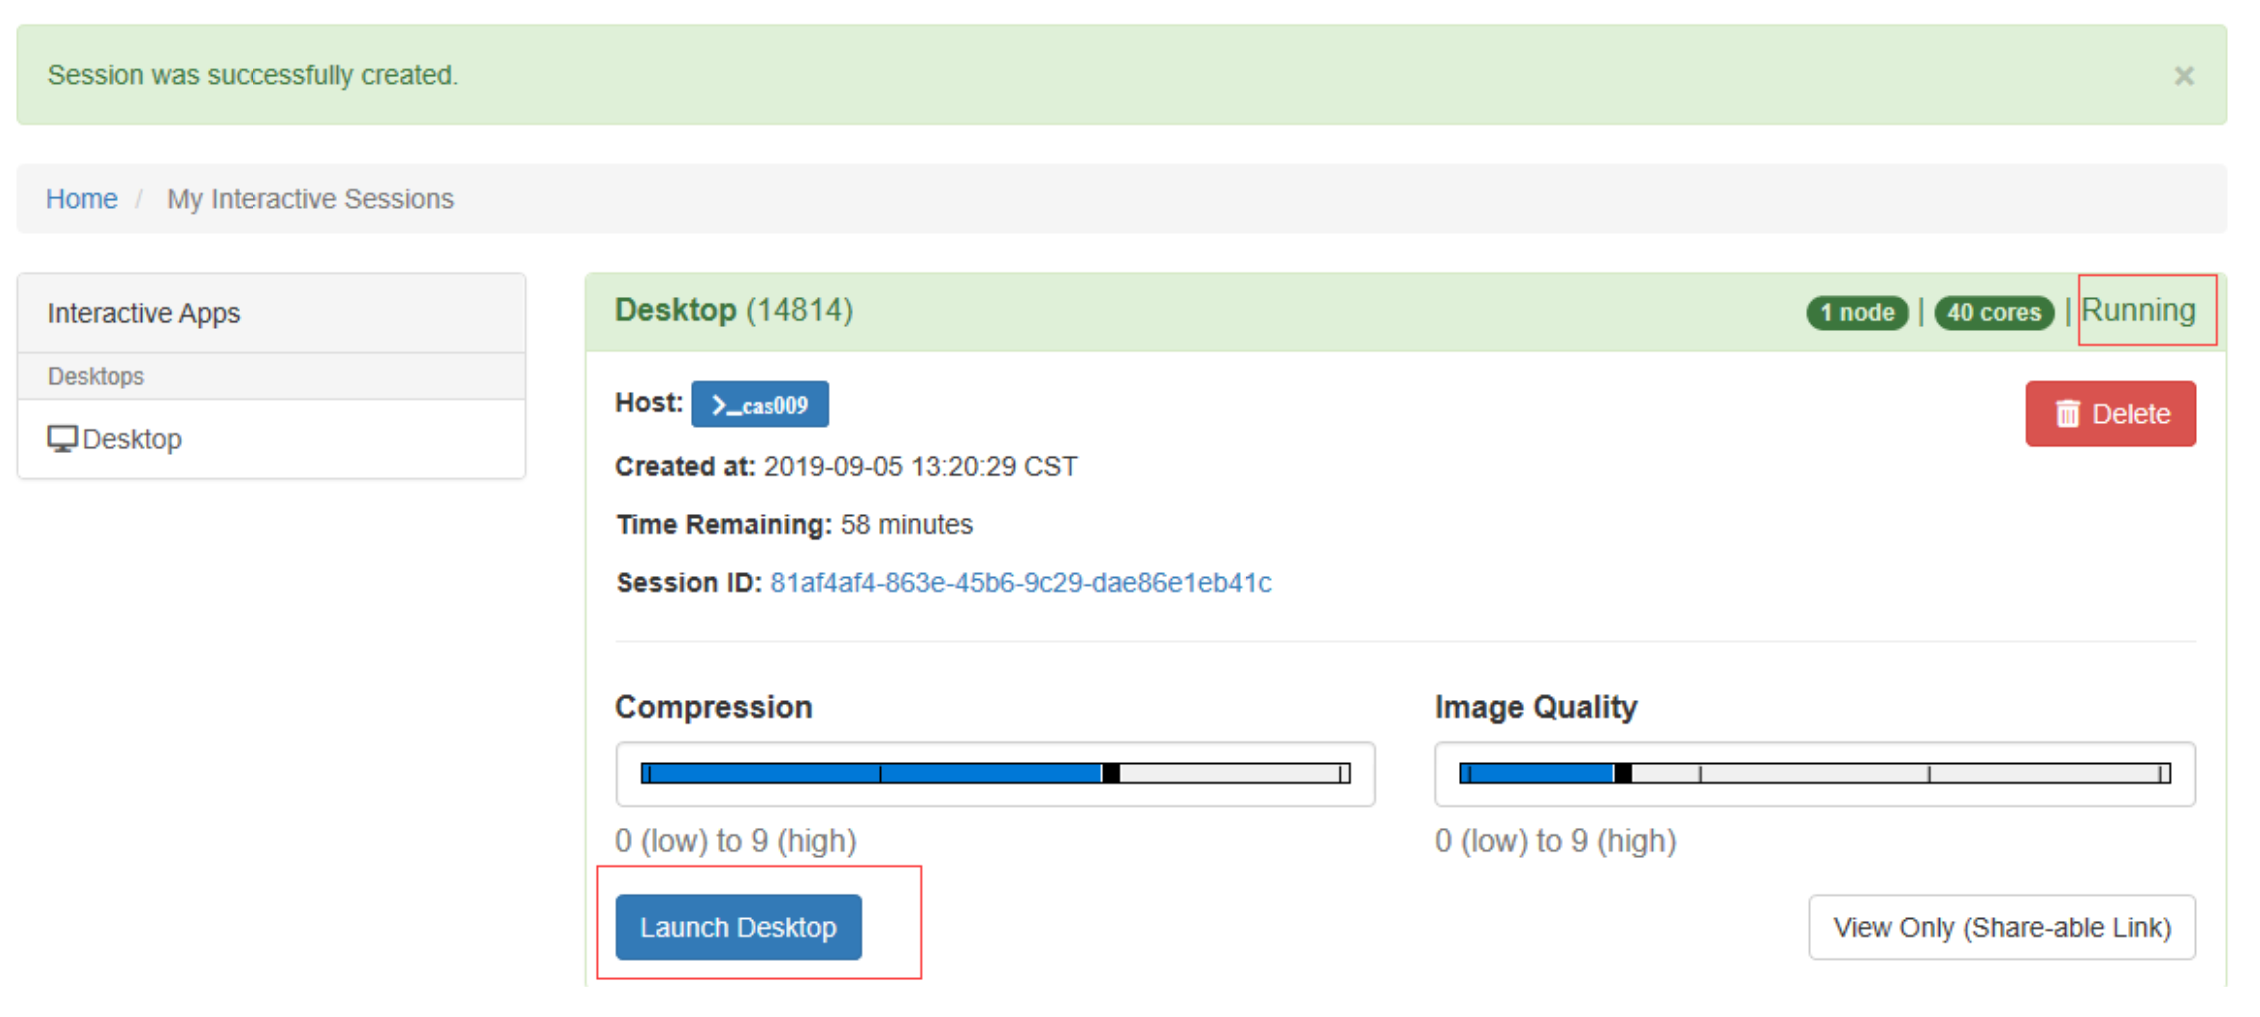 Session was successfully created.
×
Home / My Interactive Sessions
Interactive Apps
Desktops
Desktop
Desktop (14814)
1 node | 40 cores | Running
Host: >_cas009
Delete
Created at: 2019-09-05 13:20:29 CST
Time Remaining: 58 minutes
Session ID: 81af4af4-863e-45b6-9c29-dae86e1eb41c
Compression
0 (low) to 9 (high)
Image Quality
0 (low) to 9 (high)
Launch Desktop
View Only (Share-able Link)